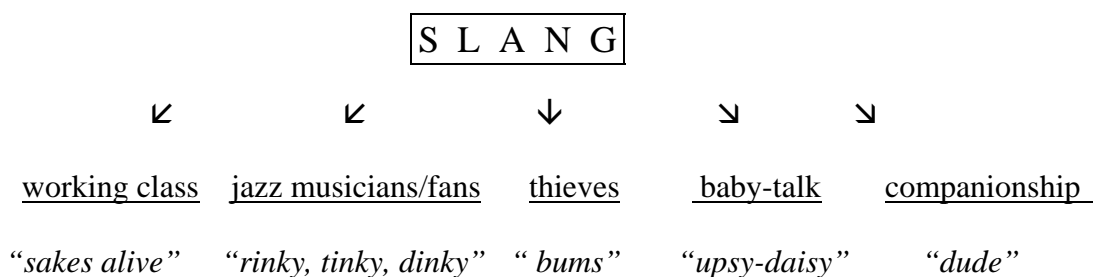 S L A N G
working class jazz musicians/fans thieves baby-talk companionship
“sakes alive” “rinky, tinky, dinky” “ bums” “upsy-daisy” “dude”